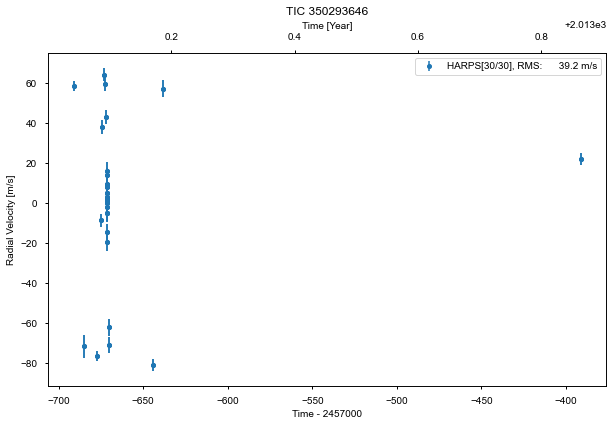 TIC 350293646
Time [Year]
+2.013e3
0.2 0.4 0.6 0.8
HARPS[30/30], RMS: 39.2 m/s
Radial Velocity [m/s]
60
40
20
0
−20
−40
−60
−80
−700 −650 −600 −550 −500 −450 −400
Time - 2457000